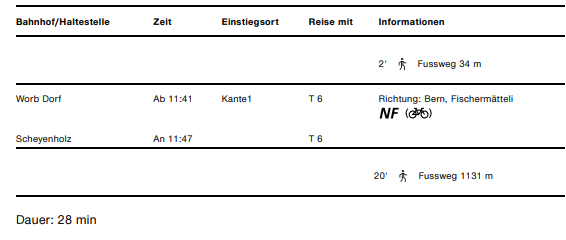 Bahnhof/Haltestelle Zeit Einstiegsort Reise mit Informationen
2' Fussweg 34 m
Worb Dorf Ab 11:41 Kante1 T 6 Richtung: Bern, Fischermätteli
NF ( )
Scheyenholz An 11:47 T 6
20' Fussweg 1131 m
Dauer: 28 min